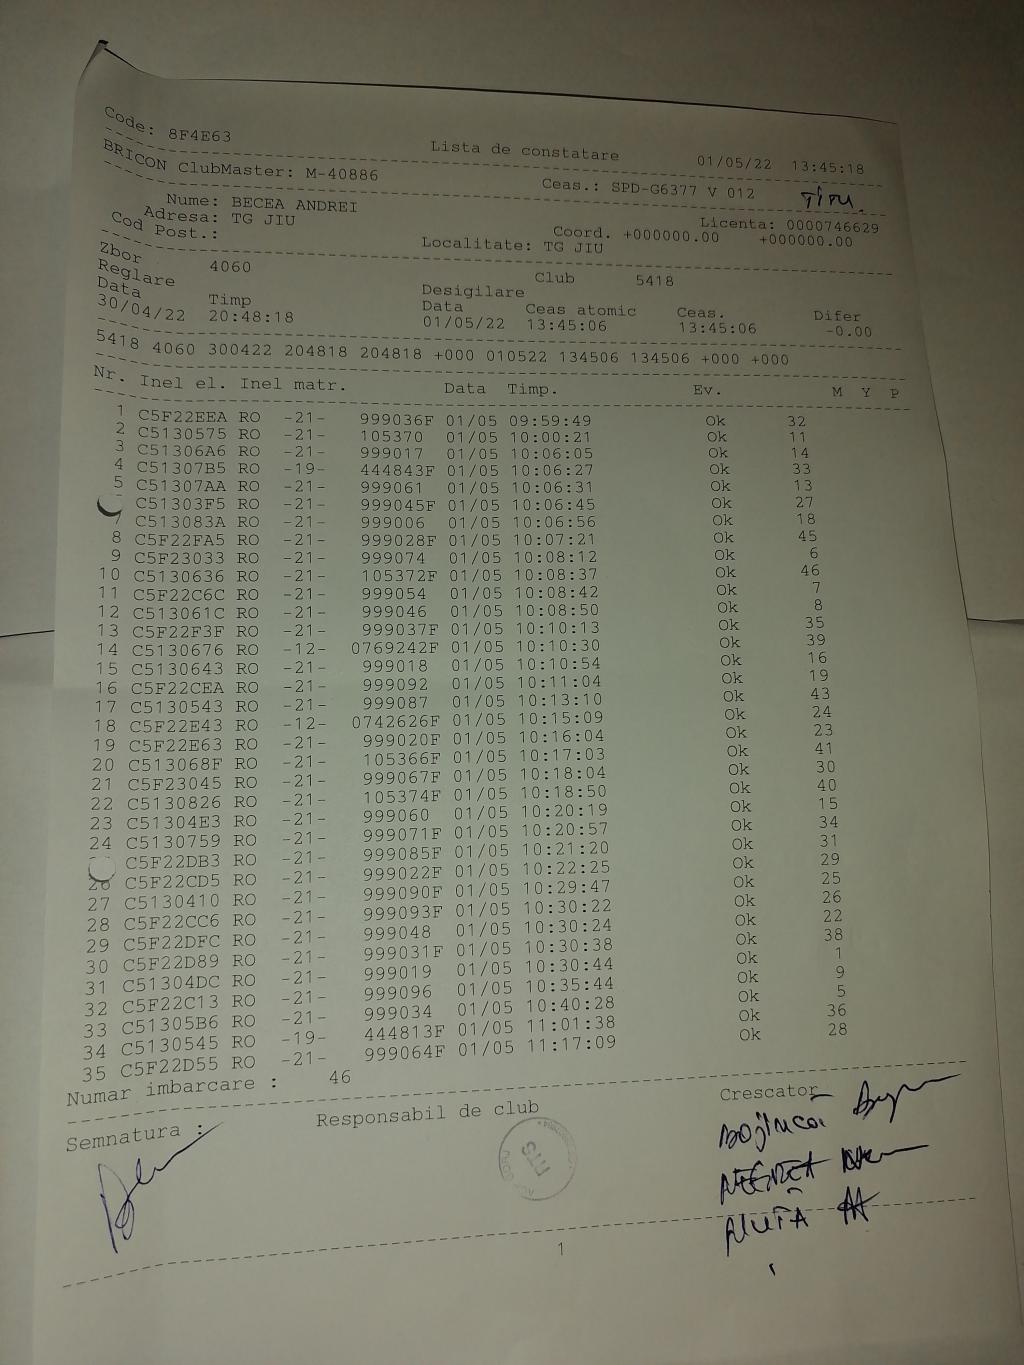 Code: 8F4E63 Lista de constatare 01/05/22 13:45:18
BRICON ClubMaster: M-40886 Ceas.: SPD-G6377 V 012
Nume: BECEA ANDREI Licenta: 0000746629
Adresa: TG JIU Coord. +000000.00 +000000.00
Cod Post.: Localitate: TG JIU
Zbor 4060 Club 5418
Reglare Desigilare
Data Timp Data Ceas atomic Ceas. Difer
30/04/22 20:48:18 01/05/22 13:45:06 13:45:06 -0.00
5418 4060 300422 204818 204818 +000 010522 134506 134506 +000 +000
Nr. Inel el. Inel matr. Data Timp. Ev. M Y P
1 C5F22EEA RO -21- 999036F 01/05 09:59:49 Ok 32
2 C5130575 RO -21- 105370 01/05 10:00:21 Ok 11
3 C51306A6 RO -21- 999017 01/05 10:06:05 Ok 14
4 C51307B5 RO -19- 444843F 01/05 10:06:27 Ok 33
5 C51307AA RO -21- 999061 01/05 10:06:31 Ok 13
C51303F5 RO -21- 999045F 01/05 10:06:45 Ok 27
7 C513083A RO -21- 999006 01/05 10:06:56 Ok 18
8 C5F22FA5 RO -21- 999028F 01/05 10:07:21 Ok 45
9 C5F23033 RO -21- 999074 01/05 10:08:12 Ok 6
10 C5130636 RO -21- 105372F 01/05 10:08:37 Ok 46
11 C5F22C6C RO -21- 999054 01/05 10:08:42 Ok 7
12 C513061C RO -21- 999046 01/05 10:08:50 Ok 8
13 C5F22F3F RO -21- 999037F 01/05 10:10:13 Ok 35
14 C5130676 RO -12- 0769242F 01/05 10:10:30 Ok 39
15 C5130643 RO -21- 999018 01/05 10:10:54 Ok 16
16 C5F22CEA RO -21- 999092 01/05 10:11:04 Ok 19
17 C5130543 RO -21- 999087 01/05 10:13:10 Ok 43
18 C5F22E43 RO -12- 0742626F 01/05 10:15:09 Ok 24
19 C5F22E63 RO -21- 999020F 01/05 10:16:04 Ok 23
20 C513068F RO -21- 105366F 01/05 10:17:03 Ok 41
21 C5F23045 RO -21- 999067F 01/05 10:18:04 Ok 30
22 C5130826 RO -21- 105374F 01/05 10:18:50 Ok 40
23 C51304E3 RO -21- 999060 01/05 10:20:19 Ok 15
24 C5130759 RO -21- 999071F 01/05 10:20:57 Ok 34
C5F22DB3 RO -21- 999085F 01/05 10:21:20 Ok 31
26 C5F22CD5 RO -21- 999022F 01/05 10:22:25 Ok 29
27 C5130410 RO -21- 999090F 01/05 10:29:47 Ok 25
28 C5F22CC6 RO -21- 999093F 01/05 10:30:22 Ok 26
29 C5F22DFC RO -21- 999048 01/05 10:30:24 Ok 22
30 C5F22D89 RO -21- 999031F 01/05 10:30:38 Ok 38
31 C51304DC RO -21- 999019 01/05 10:30:44 Ok 1
32 C5F22C13 RO -21- 999096 01/05 10:35:44 Ok 9
33 C51305B6 RO -21- 999034 01/05 10:40:28 Ok 5
34 C5130545 RO -19- 444813F 01/05 11:01:38 Ok 36
35 C5F22D55 RO -21- 999064F 01/05 11:17:09 Ok 28
Numar imbarcare : 46
Semnatura : Responsabil de club Crescator
1